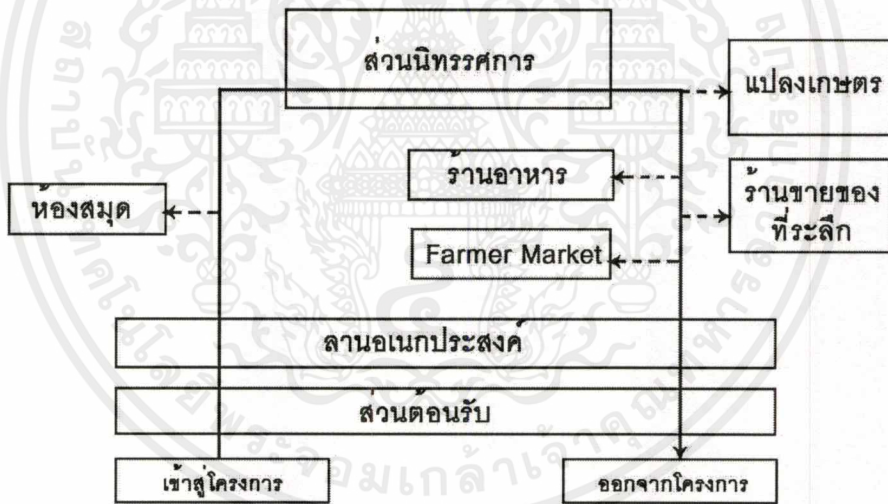 ส่วนนิทรรศการ
แปลงเกษตร
ร้านอาหาร
ร้านขายของ
ที่ระลึก
ห้องสมุด
Farmer Market
ลานอเนกประสงค์
ส่วนต้อนรับ
เข้าสู่โครงการ
ออกจากโครงการ